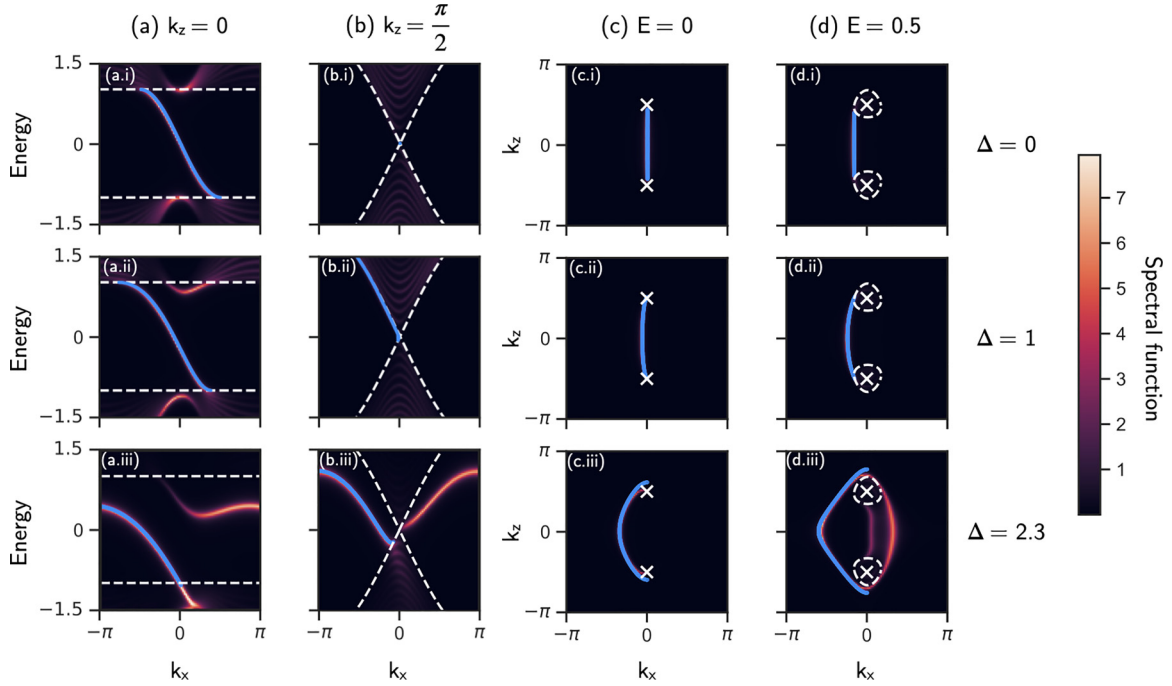 (a) k_z = 0 (b) k_z = π/2 (c) E = 0 (d) E = 0.5
1.5 (a.i) (b.i) π (c.i) π (d.i)
Energy 0 k_z 0 0 Δ = 0
−1.5 −π −π
1.5 (a.ii) (b.ii) π (c.ii) π (d.ii)
Energy 0 k_z 0 0 Δ = 1
−1.5 −π −π
1.5 (a.iii) (b.iii) π (c.iii) π (d.iii)
Energy 0 k_z 0 0 Δ = 2.3
−1.5 −π −π
−π 0 π −π 0 π −π 0 π −π 0 π
k_x k_x k_x k_x
7
6
5
4
3
2
1
Spectral function